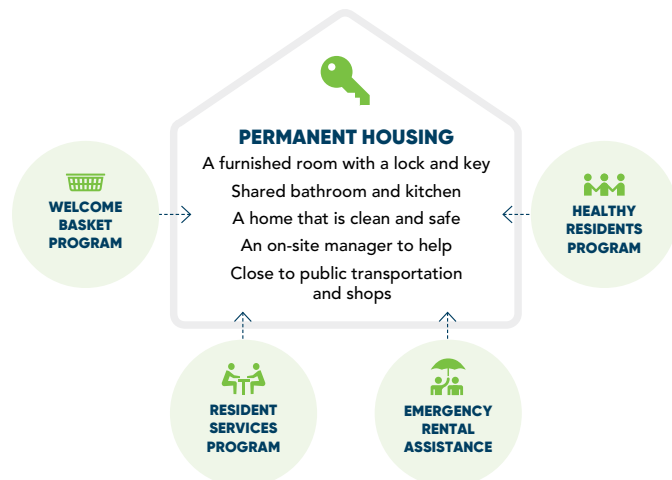 PERMANENT HOUSING
A furnished room with a lock and key
Shared bathroom and kitchen
A home that is clean and safe
An on-site manager to help
Close to public transportation
and shops
WELCOME
BASKET
PROGRAM
HEALTHY
RESIDENTS
PROGRAM
RESIDENT
SERVICES
PROGRAM
EMERGENCY
RENTAL
ASSISTANCE